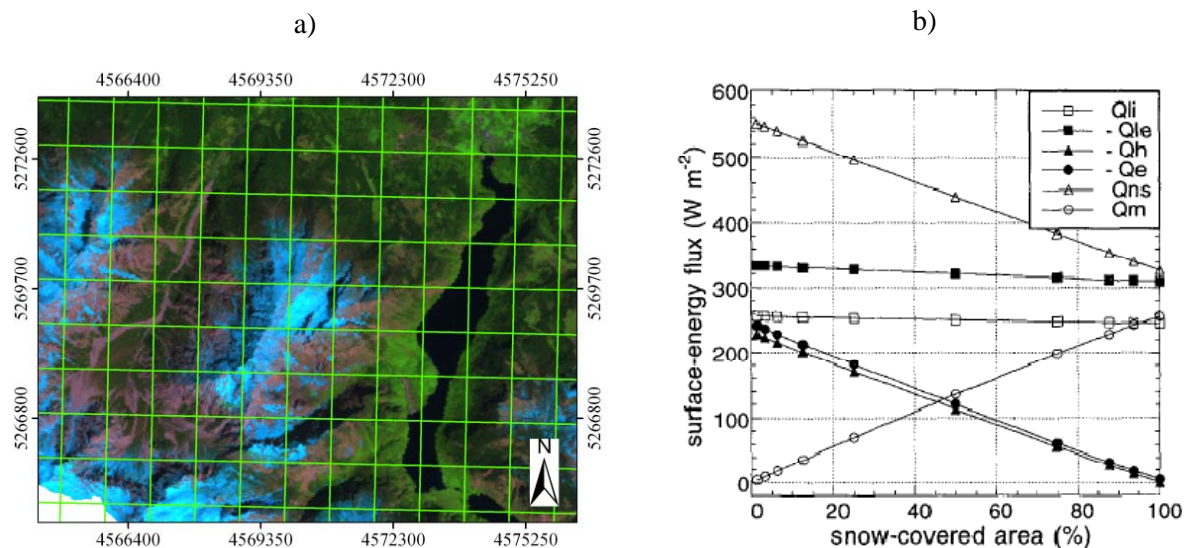 a)
b)
4566400 4569350 4572300 4575250
5272600
5269700
5266800
5272600
5269700
5266800
N
4566400 4569350 4572300 4575250
surface-energy flux (W m-2)
600
500
400
300
200
100
0
Qli
- Qle
- Qh
- Qe
Qns
Qm
0 20 40 60 80 100
snow-covered area (%)